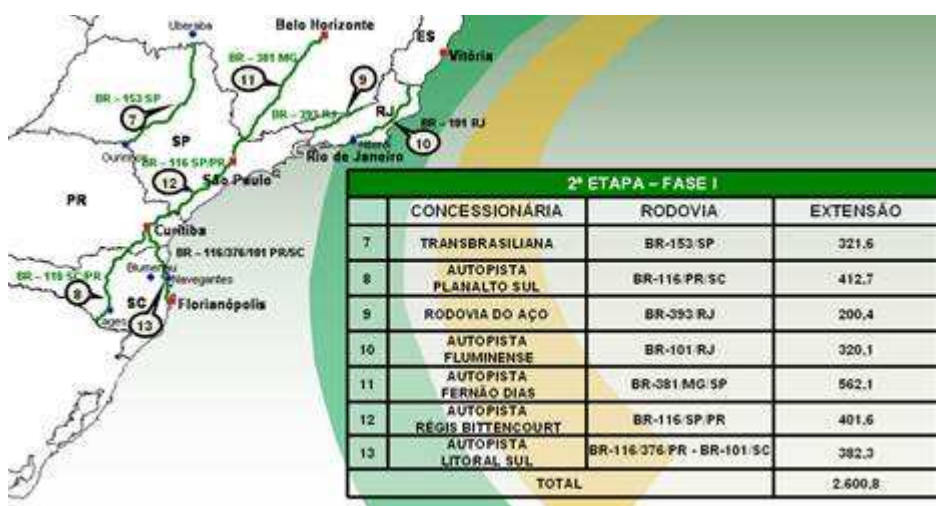 Uberaba
Belo Horizonte
ES
Vitória
BR - 381 MG
11
9
BR - 153 SP
7
BR - 393 RJ
RJ
BR - 101 RJ
10
SP
Rio de Janeiro
BR - 116 SP/PR
São Paulo
12
PR
Curitiba
BR - 116/376/101 PR/SC
Navegantes
BR - 116 SC/PR
8
SC
Florianópolis
13
2ª ETAPA – FASE I
CONCESSIONÁRIA RODOVIA EXTENSÃO
7 TRANSBRASILIANA BR-153/SP 321,6
8 AUTOPISTA PLANALTO SUL BR-116/PR/SC 412,7
9 RODOVIA DO AÇO BR-393/RJ 200,4
10 AUTOPISTA FLUMINENSE BR-101/RJ 320,1
11 AUTOPISTA FERNÃO DIAS BR-381/MG/SP 562,1
12 AUTOPISTA RÉGIS BITTENCOURT BR-116/SP/PR 401,6
13 AUTOPISTA LITORAL SUL BR-116/376/PR - BR-101/SC 382,3
TOTAL 2.600,8